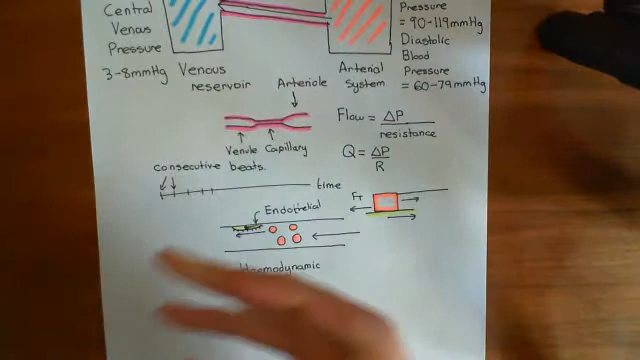 Central
Venous
Pressure
3-8mmHg
Venous
reservoir
Arterial
System
Pressure
= 90-119mmHg
Diastolic
Blood
Pressure
= 60-79mmHg
Arteriole
Venule Capillary
Flow = ΔP
resistance
Q = ΔP
R
consecutive beats.
time
Endothelial
FT
Haemodynamic